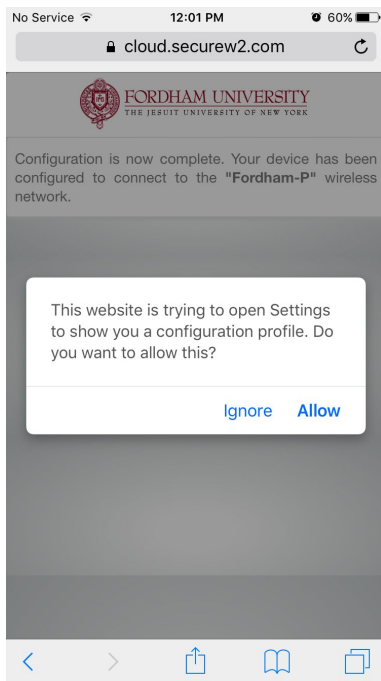 No Service 12:01 PM 60%
cloud.securew2.com
FORDHAM UNIVERSITY
THE JESUIT UNIVERSITY OF NEW YORK
Configuration is now complete. Your device has been
configured to connect to the "Fordham-P" wireless
network.
This website is trying to open Settings
to show you a configuration profile. Do
you want to allow this?
Ignore Allow